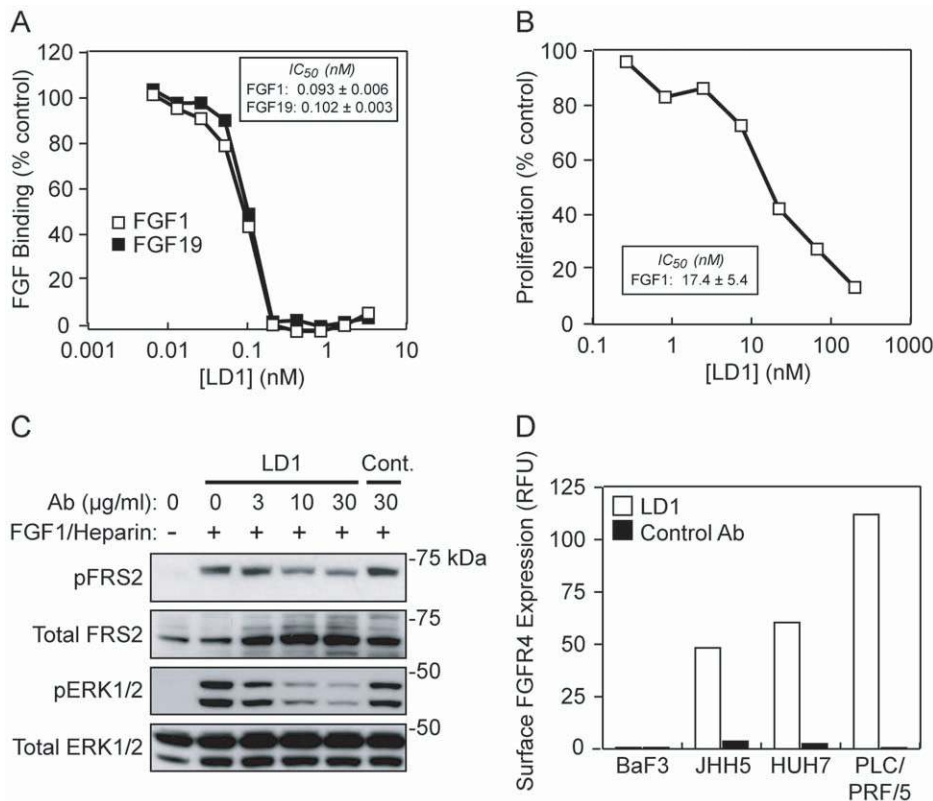 A
FGF Binding (% control)
120
100
80
60
40
20
0
0.001
0.01
0.1
1
10
[LD1] (nM)
IC50 (nM)
FGF1: 0.093 ± 0.006
FGF19: 0.102 ± 0.003
FGF1
FGF19
B
Proliferation (% control)
100
80
60
40
20
0
0.1
1
10
100
1000
[LD1] (nM)
IC50 (nM)
FGF1: 17.4 ± 5.4
C
LD1
Cont.
Ab (µg/ml): 0 0 3 10 30 30
FGF1/Heparin: - + + + + +
-75 kDa
pFRS2
-75
Total FRS2
-50
pERK1/2
-50
Total ERK1/2
D
Surface FGFR4 Expression (RFU)
125
100
75
50
25
0
LD1
Control Ab
BaF3
JHH5
HUH7
PLC/
PRF/5